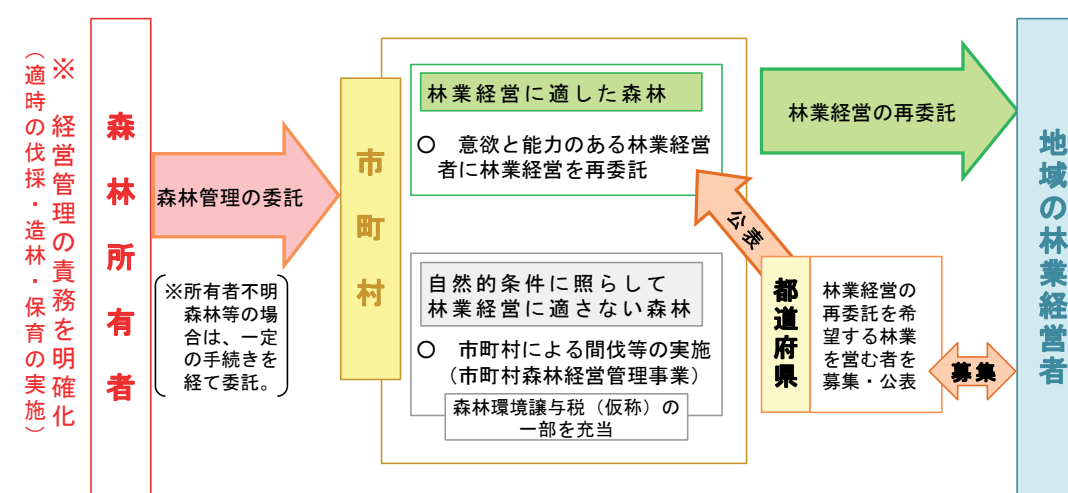 ※ 経営管理の責務を明確化
（適時の伐採・造林・保育の実施）
森林所有者
森林管理の委託
※所有者不明
森林等の場
合は、一定
の手続きを
経て委託。
市町村
林業経営に適した森林
○ 意欲と能力のある林業経営
者に林業経営を再委託
自然的条件に照らして
林業経営に適さない森林
○ 市町村による間伐等の実施
（市町村森林経営管理事業）
森林環境譲与税（仮称）の
一部を充当
林業経営の再委託
公表
都道府県
林業経営の
再委託を希
望する林業
を営む者を
募集・公表
募集
地域の林業経営者